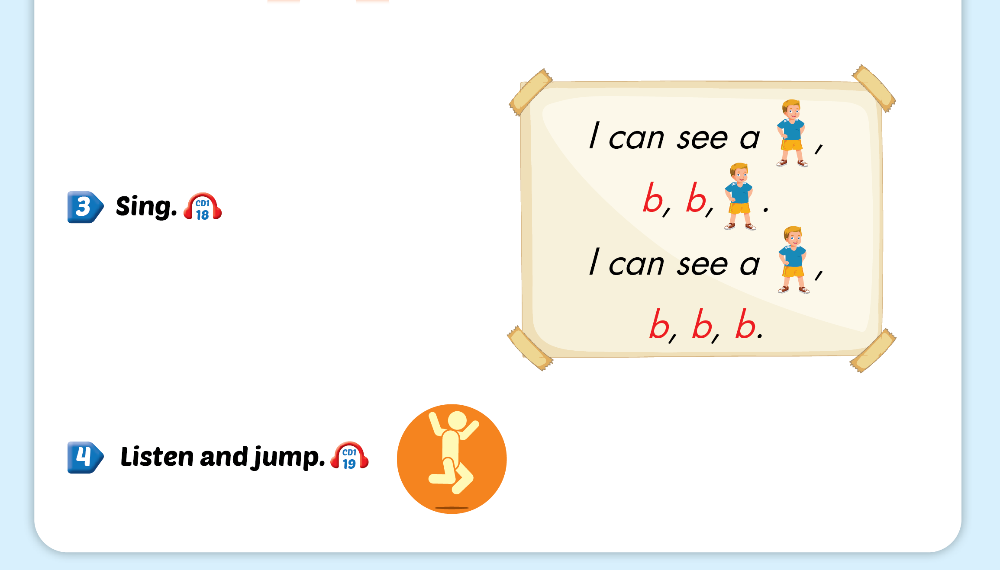 I can see a ,
b, b, .
3 Sing. CD1 18
I can see a ,
b, b, b.
4 Listen and jump. CD1 19